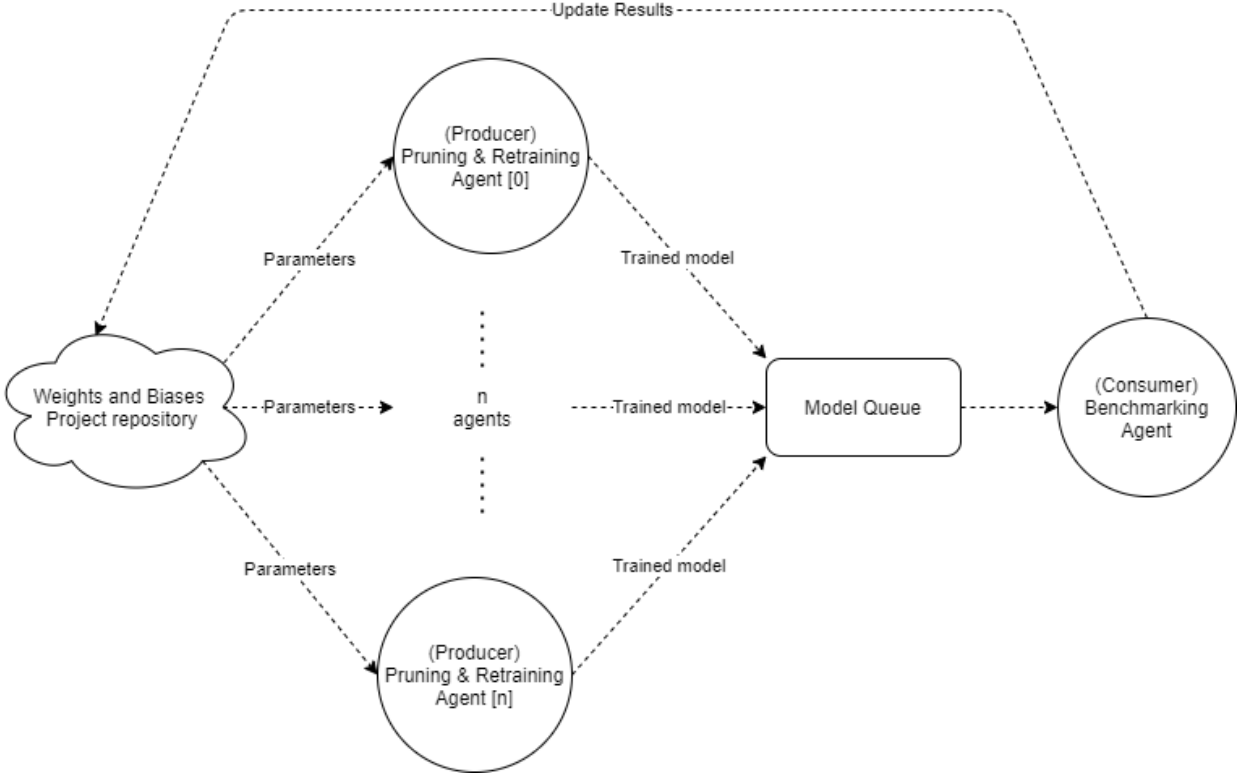 Update Results
(Producer)
Pruning & Retraining
Agent [0]
Parameters
Trained model
Weights and Biases
Project repository
Parameters
n
agents
Trained model
Model Queue
(Consumer)
Benchmarking
Agent
Parameters
Trained model
(Producer)
Pruning & Retraining
Agent [n]